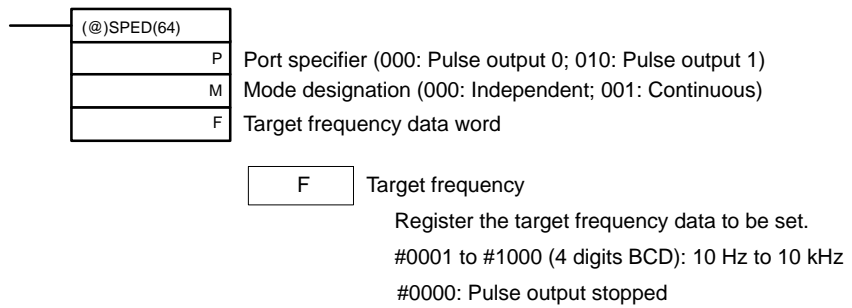 (@)SPED(64)
P Port specifier (000: Pulse output 0; 010: Pulse output 1)
M Mode designation (000: Independent; 001: Continuous)
F Target frequency data word
F Target frequency
Register the target frequency data to be set.
#0001 to #1000 (4 digits BCD): 10 Hz to 10 kHz
#0000: Pulse output stopped